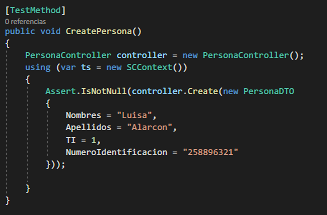 [TestMethod]
0 referencias
public void CreatePersona()
{
PersonaController controller = new PersonaController();
using (var ts = new SCContext())
{
Assert.IsNotNull(controller.Create(new PersonaDTO
{
Nombres = "Luisa",
Apellidos = "Alarcon",
TI = 1,
NumeroIdentificacion = "258896321"
}));
}
}